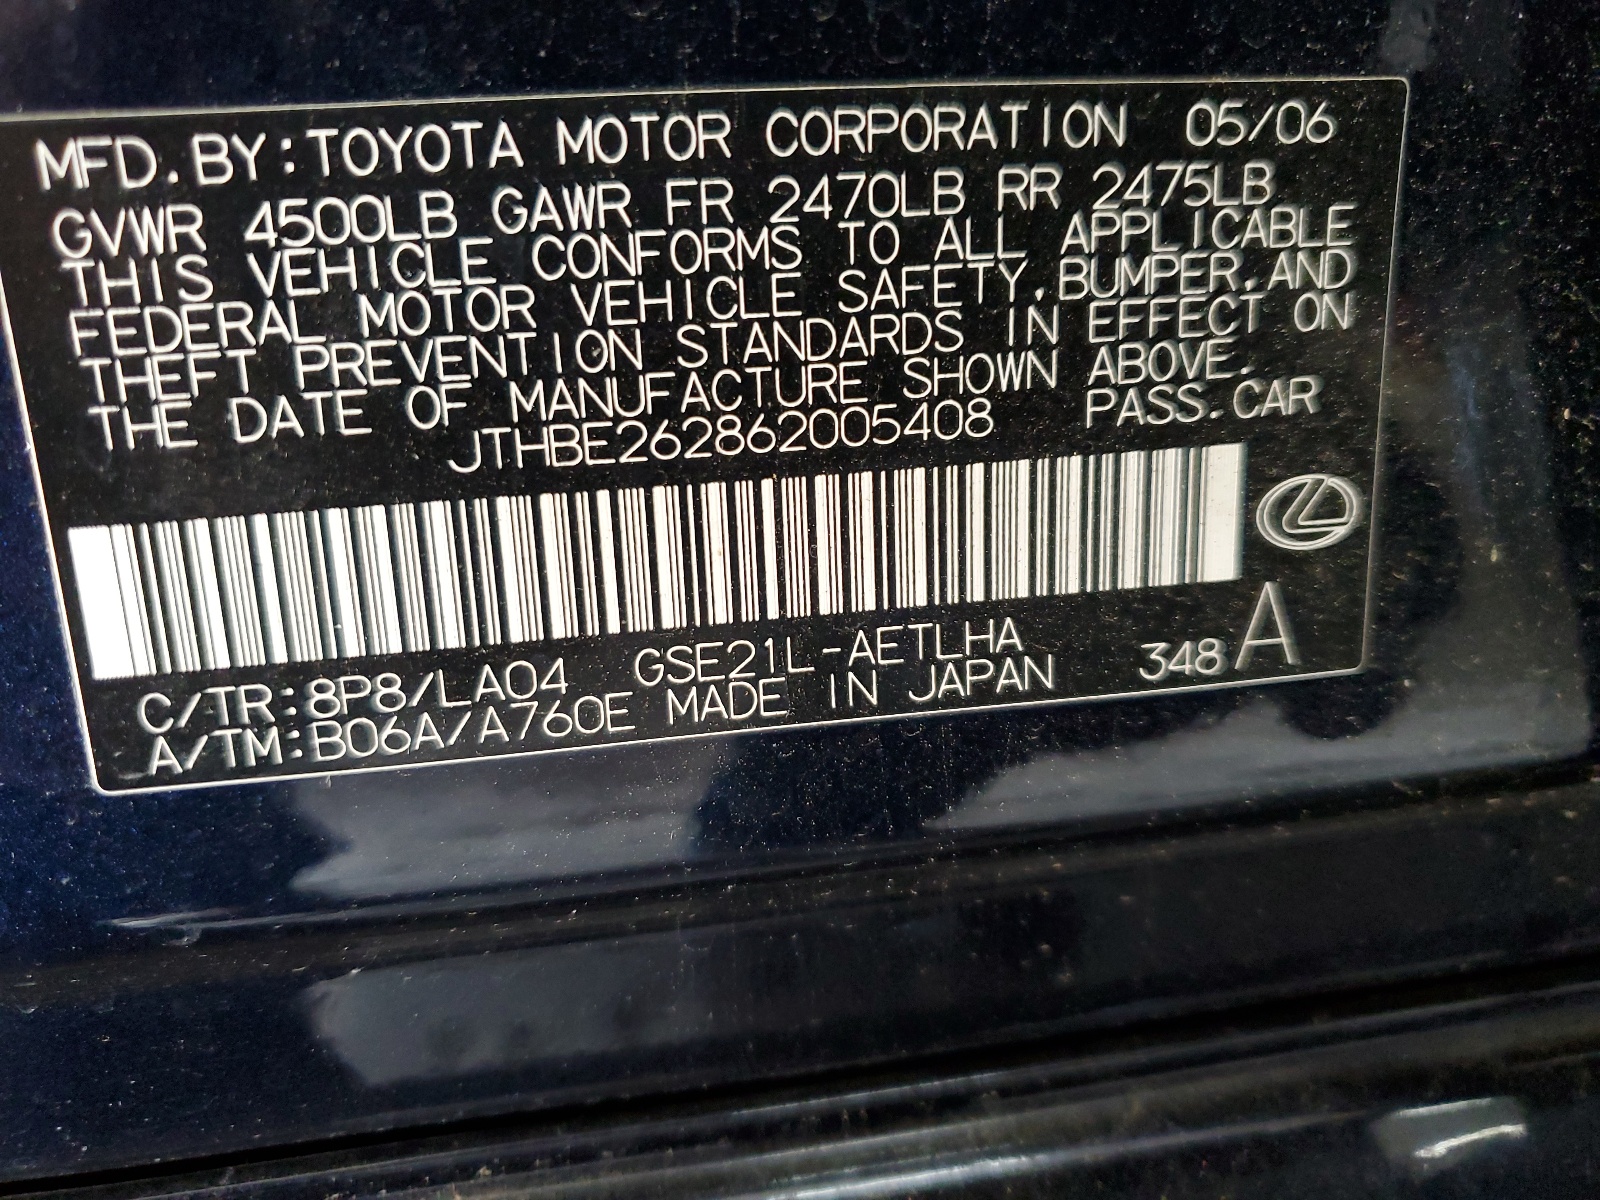 MFD. BY: TOYOTA MOTOR CORPORATION 05/06
GVWR 4500LB GAWR FR 2470LB RR 2475LB
THIS VEHICLE CONFORMS TO ALL APPLICABLE
FEDERAL MOTOR VEHICLE SAFETY, BUMPER, AND
THEFT PREVENTION STANDARDS IN EFFECT ON
THE DATE OF MANUFACTURE SHOWN ABOVE.
JTHBE262862005408 PASS. CAR
C/TR: 8P8/LA04 GSE21L-AETLHA 348 A
A/TM: B06A/A760E MADE IN JAPAN